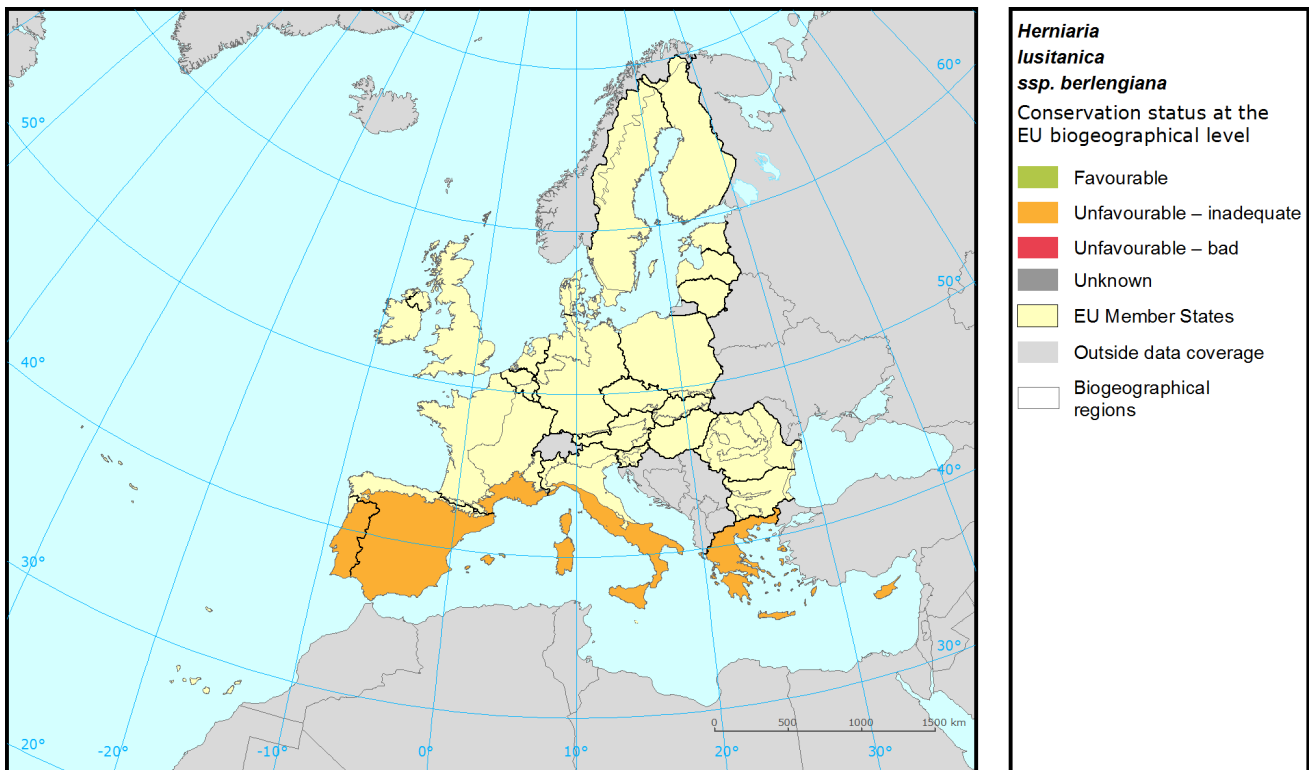 Herniaria
lusitanica
ssp. berlengiana
Conservation status at the
EU biogeographical level
Favourable
Unfavourable – inadequate
Unfavourable – bad
Unknown
EU Member States
Outside data coverage
Biogeographical
regions
60°
50°
50°
40°
40°
30°
30°
20°
-20°
-10°
0°
10°
20°
30°
0 500 1000 1500 km